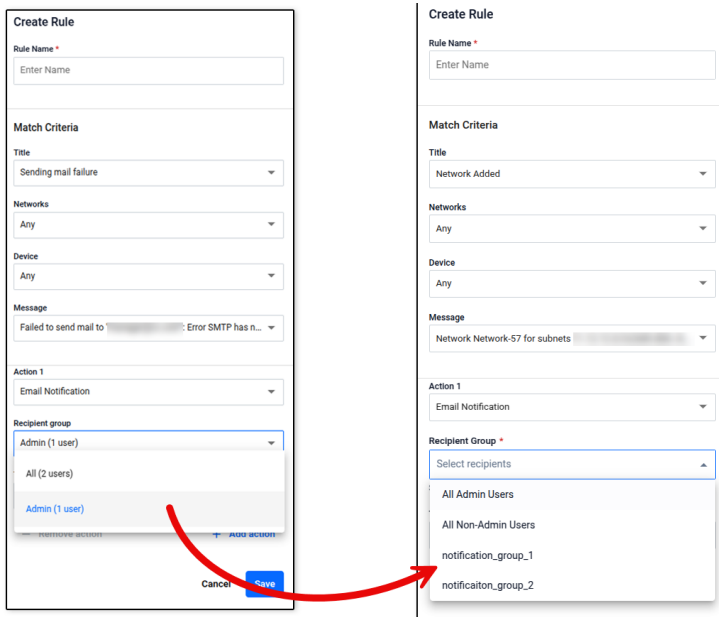 Create Rule
Rule Name *
Enter Name
Match Criteria
Title
Sending mail failure
Networks
Any
Device
Any
Message
Failed to send mail to ' ': Error SMTP has n...
Action 1
Email Notification
Recipient group
Admin (1 user)
All (2 users)
Admin (1 user)
Remove action
+ Add action
Cancel
Save
Create Rule
Rule Name *
Enter Name
Match Criteria
Title
Network Added
Networks
Any
Device
Any
Message
Network Network-57 for subnets
Action 1
Email Notification
Recipient Group *
Select recipients
All Admin Users
All Non-Admin Users
notification_group_1
notificaiton_group_2